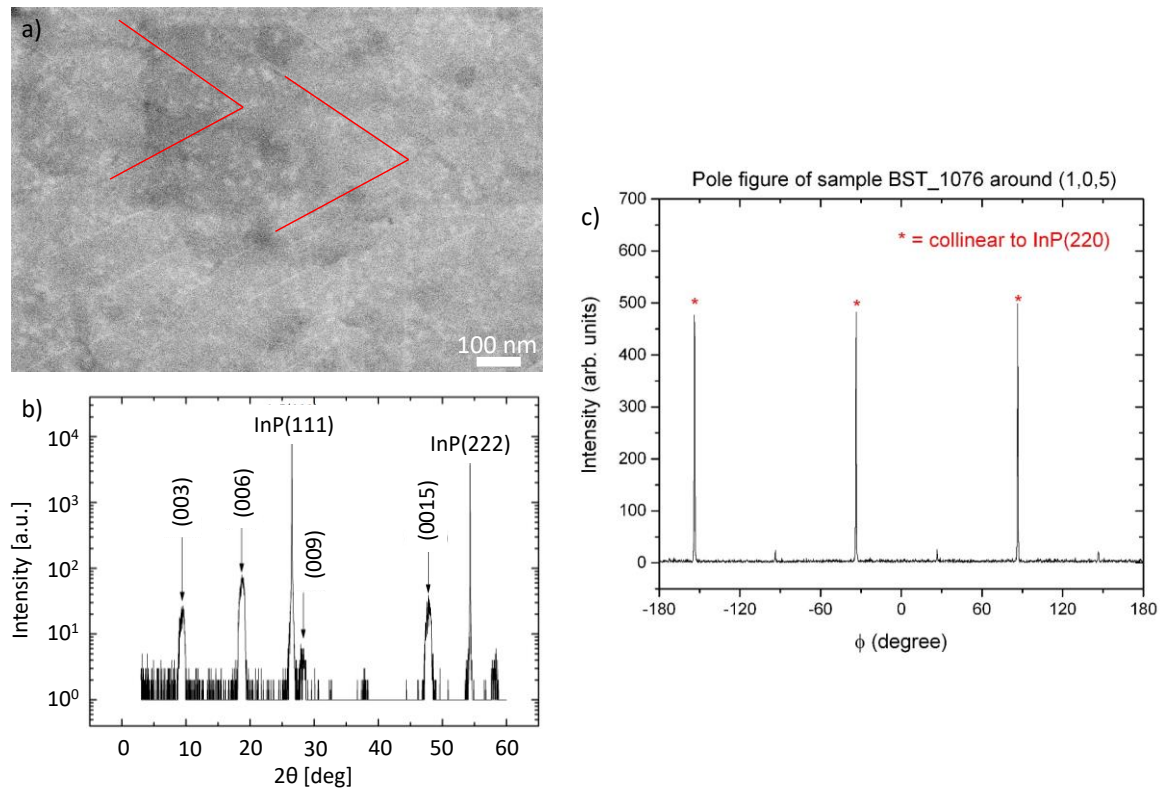 a)
100 nm
b)
Intensity [a.u.]
10⁴
10³
10²
10¹
10⁰
(003)
(006)
InP(111)
(009)
(0015)
InP(222)
0 10 20 30 40 50 60
2θ [deg]
c)
Pole figure of sample BST_1076 around (1,0,5)
* = collinear to InP(220)
* * *
Intensity (arb. units)
700
600
500
400
300
200
100
0
-180 -120 -60 0 60 120 180
ϕ (degree)